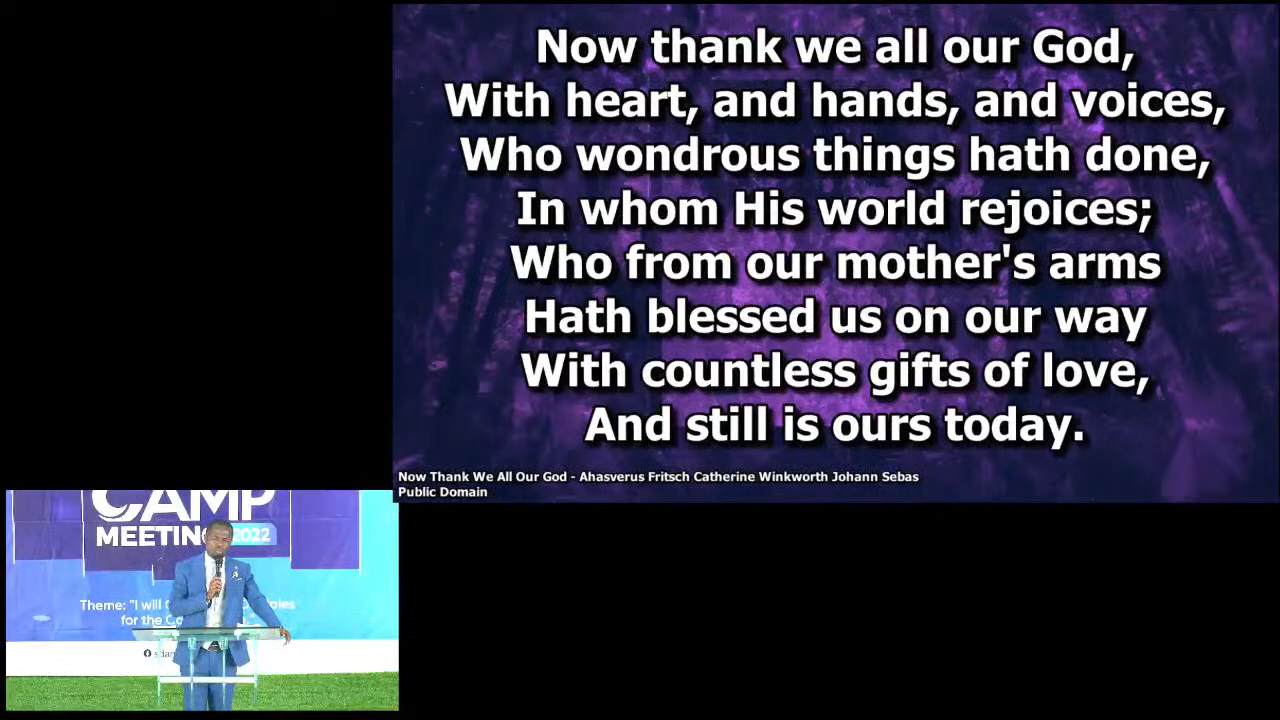 Now thank we all our God,
With heart, and hands, and voices,
Who wondrous things hath done,
In whom His world rejoices;
Who from our mother's arms
Hath blessed us on our way
With countless gifts of love,
And still is ours today.
Now Thank We All Our God - Ahasverus Fritsch Catherine Winkworth Johann Sebas
Public Domain
CAMP
MEETING 2022
Theme: "I will
for the